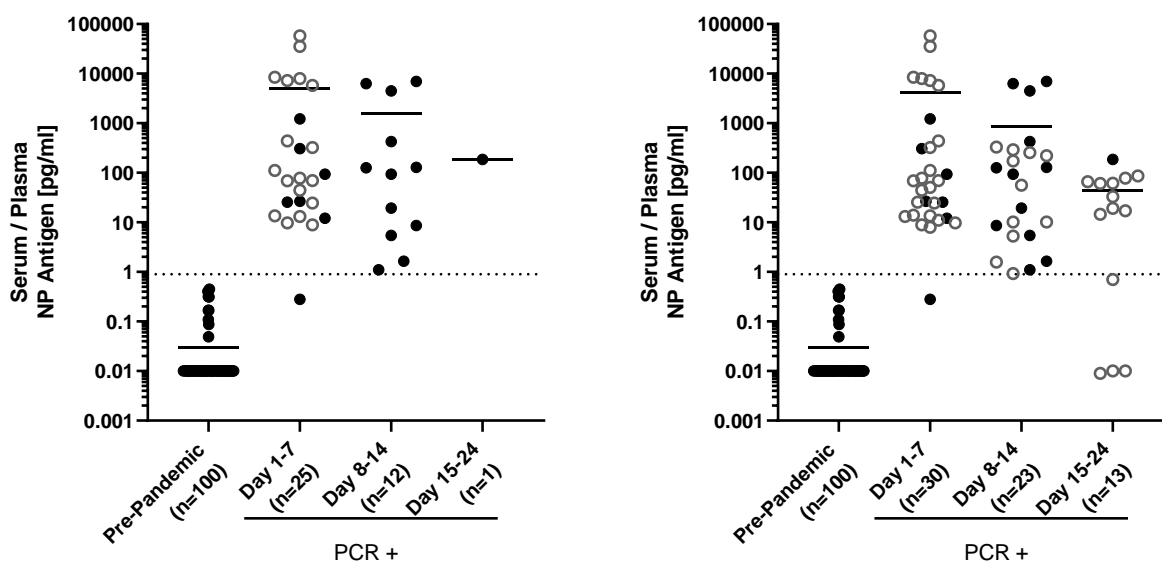 100000
10000
1000
100
10
1
0.1
0.01
0.001
Serum / Plasma
NP Antigen [pg/ml]
Pre-Pandemic
(n=100)
Day 1-7
(n=25)
Day 8-14
(n=12)
Day 15-24
(n=1)
PCR +
100000
10000
1000
100
10
1
0.1
0.01
0.001
Serum / Plasma
NP Antigen [pg/ml]
Pre-Pandemic
(n=100)
Day 1-7
(n=30)
Day 8-14
(n=23)
Day 15-24
(n=13)
PCR +